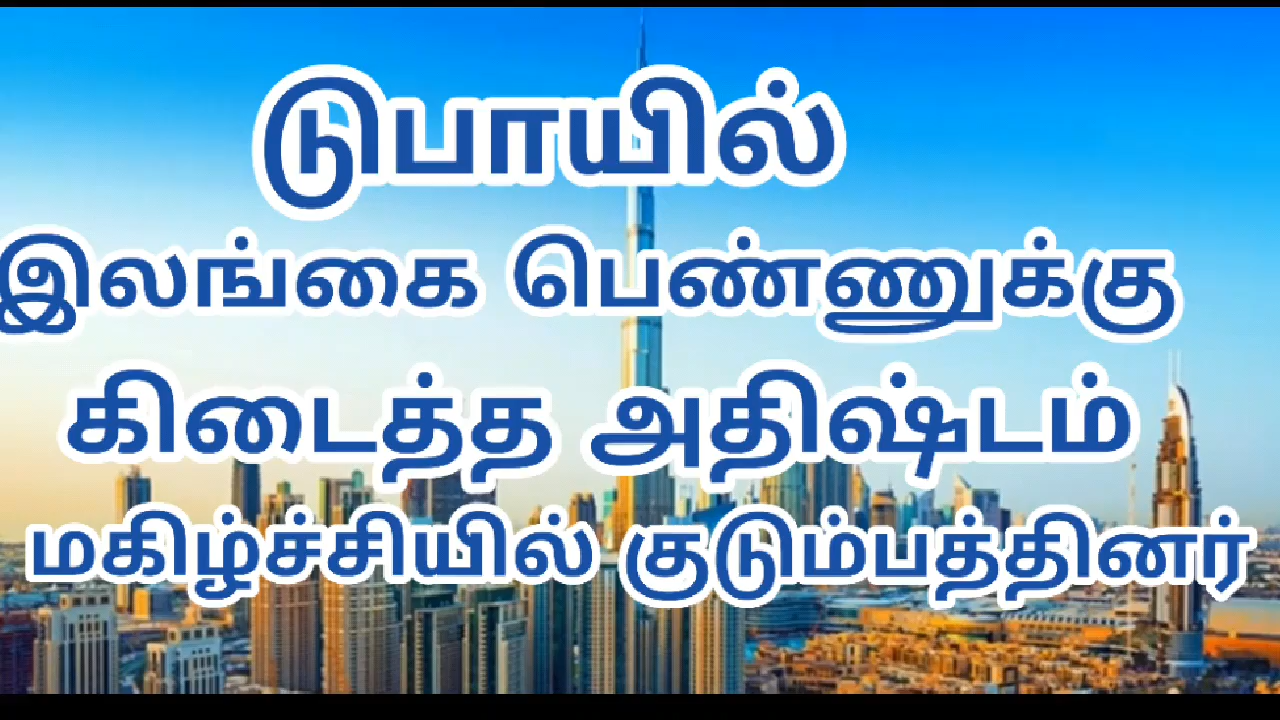 டுபாயில்
இலங்கை பெண்ணுக்கு
கிடைத்த அதிஷ்டம்
மகிழ்ச்சியில் குடும்பத்தினர்